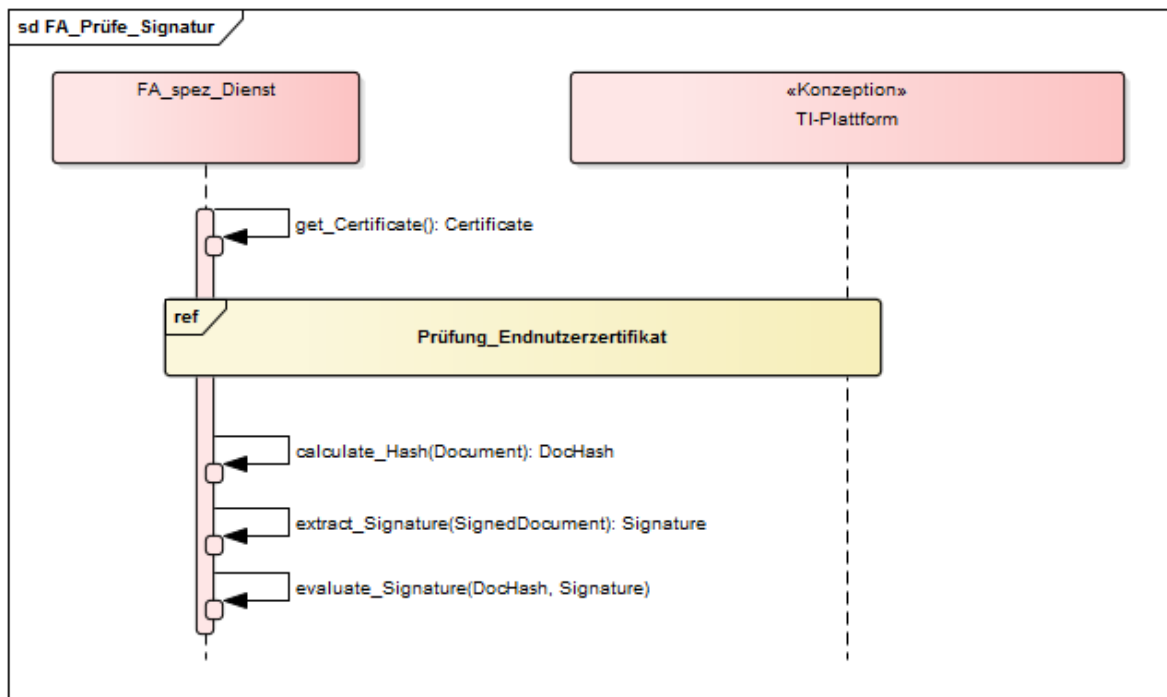 sd FA_Prüfe_Signatur
FA_spez_Dienst
«Konzeption»
TI-Plattform
get_Certificate(): Certificate
ref
Prüfung_Endnutzerzertifikat
calculate_Hash(Document): DocHash
extract_Signature(SignedDocument): Signature
evaluate_Signature(DocHash, Signature)